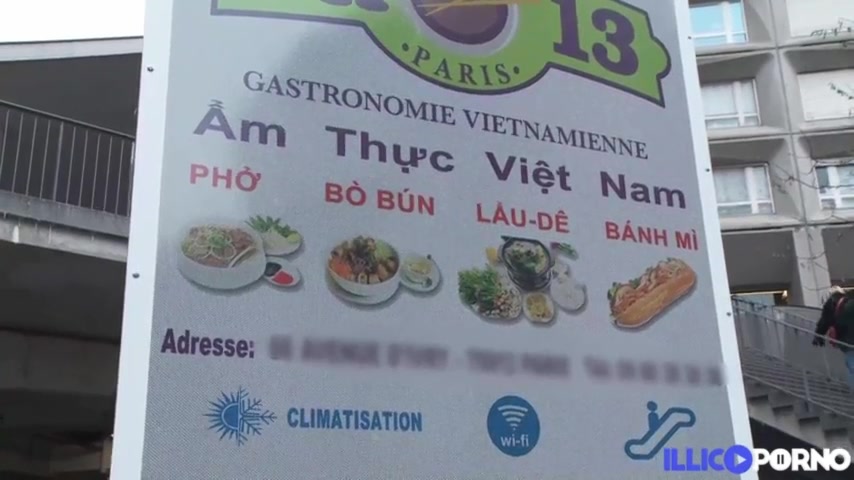 13
·PARIS·
GASTRONOMIE VIETNAMIENNE
Ẩm Thực Việt Nam
PHỞ BÒ BÚN LẨU-DÊ BÁNH MÌ
Adresse:
CLIMATISATION
wi-fi
ILLICOPORNO